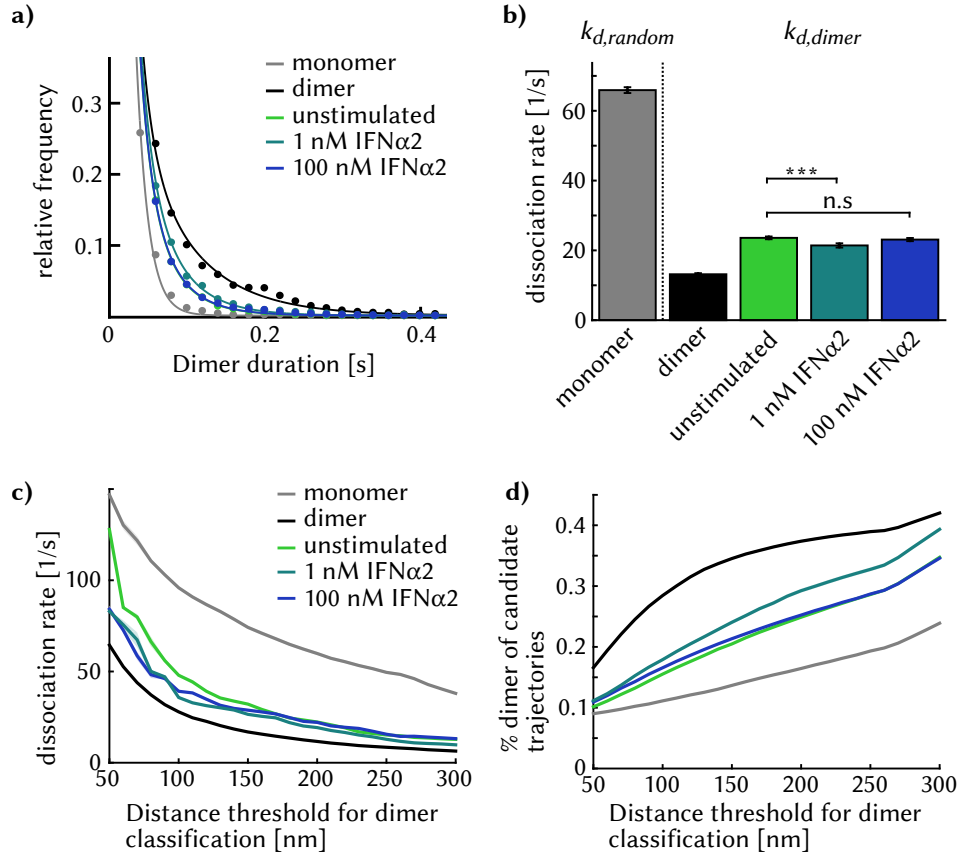 a)
monomer
dimer
unstimulated
1 nM IFNα2
100 nM IFNα2
relative frequency
0.3
0.1
0
0.2
0.4
Dimer duration [s]
b)
k_d,random
k_d,dimer
dissociation rate [1/s]
60
40
20
0
***
n.s
monomer
dimer
unstimulated
1 nM IFNα2
100 nM IFNα2
c)
monomer
dimer
unstimulated
1 nM IFNα2
100 nM IFNα2
dissociation rate [1/s]
100
50
0
50
100
150
200
250
300
Distance threshold for dimer
classification [nm]
d)
% dimer of candidate
trajectories
0.4
0.3
0.2
0.1
0
50
100
150
200
250
300
Distance threshold for dimer
classification [nm]